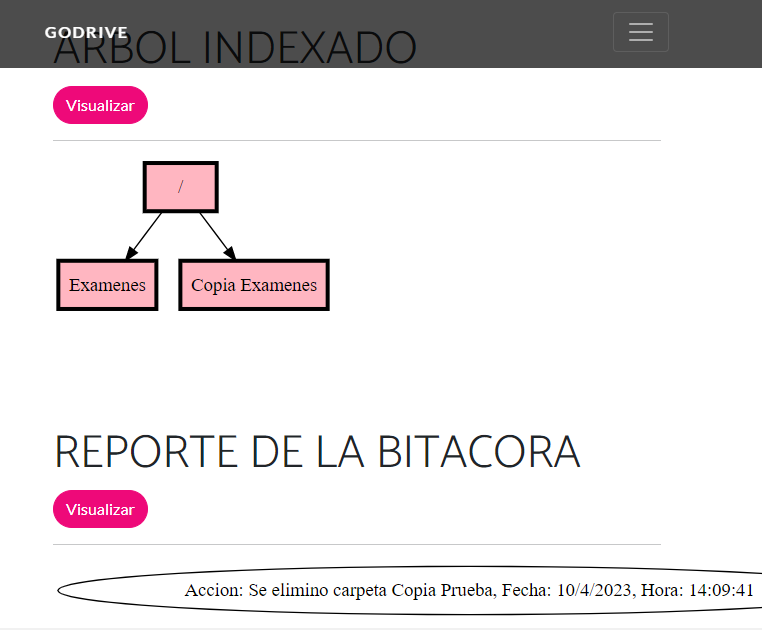 GODRIVE
ARBOL INDEXADO
Visualizar
/
Examenes
Copia Examenes
REPORTE DE LA BITACORA
Visualizar
Accion: Se elimino carpeta Copia Prueba, Fecha: 10/4/2023, Hora: 14:09:41